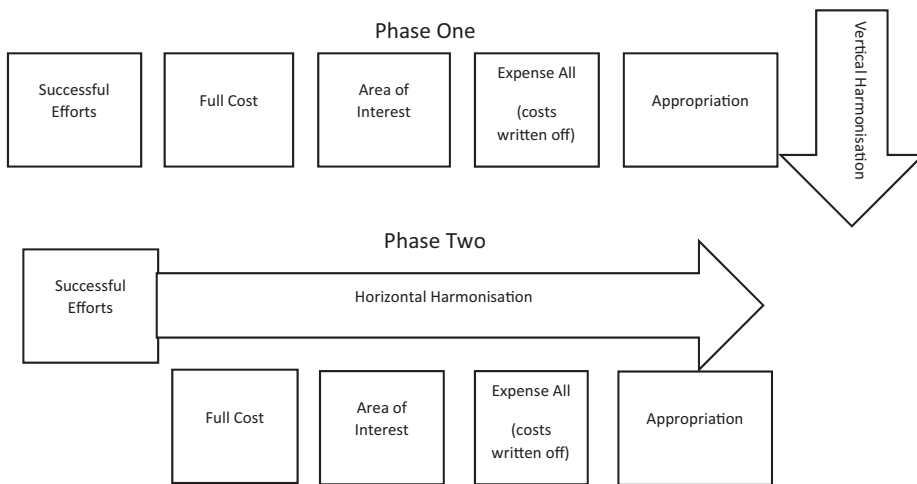 Phase One
Successful
Efforts
Full Cost
Area of
Interest
Expense All
(costs
written off)
Appropriation
Vertical Harmonisation
Phase Two
Successful
Efforts
Horizontal Harmonisation
Full Cost
Area of
Interest
Expense All
(costs
written off)
Appropriation